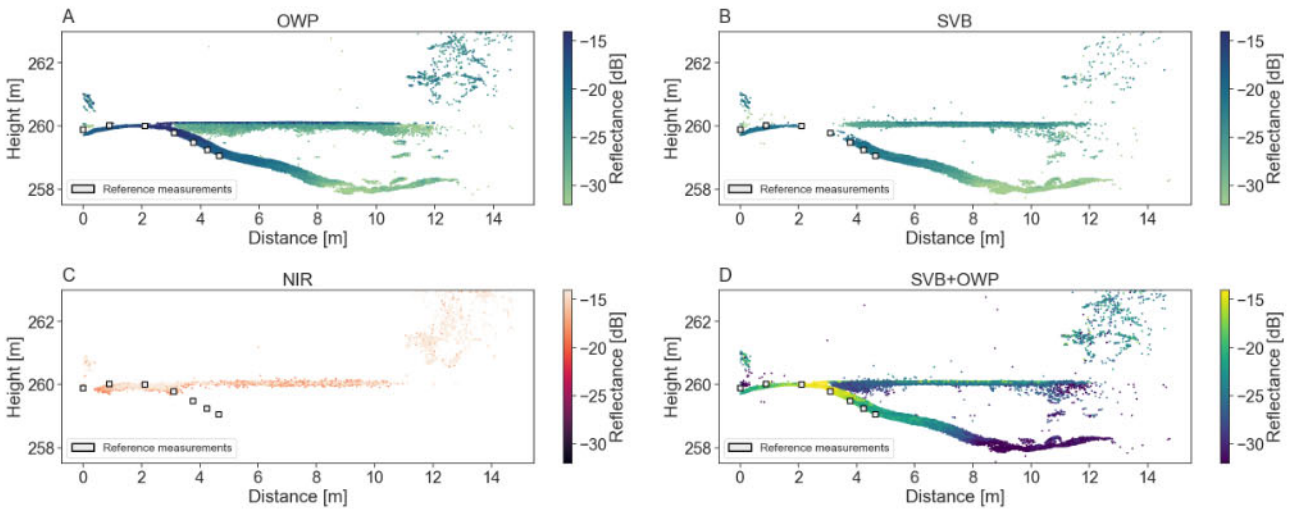 A OWP
262
260
258
Height [m]
Reference measurements
0 2 4 6 8 10 12 14
Distance [m]
−15
−20
−25
−30
Reflectance [dB]
B SVB
262
260
258
Height [m]
Reference measurements
0 2 4 6 8 10 12 14
Distance [m]
−15
−20
−25
−30
Reflectance [dB]
C NIR
262
260
258
Height [m]
Reference measurements
0 2 4 6 8 10 12 14
Distance [m]
−15
−20
−25
−30
Reflectance [dB]
D SVB+OWP
262
260
258
Height [m]
Reference measurements
0 2 4 6 8 10 12 14
Distance [m]
−15
−20
−25
−30
Reflectance [dB]